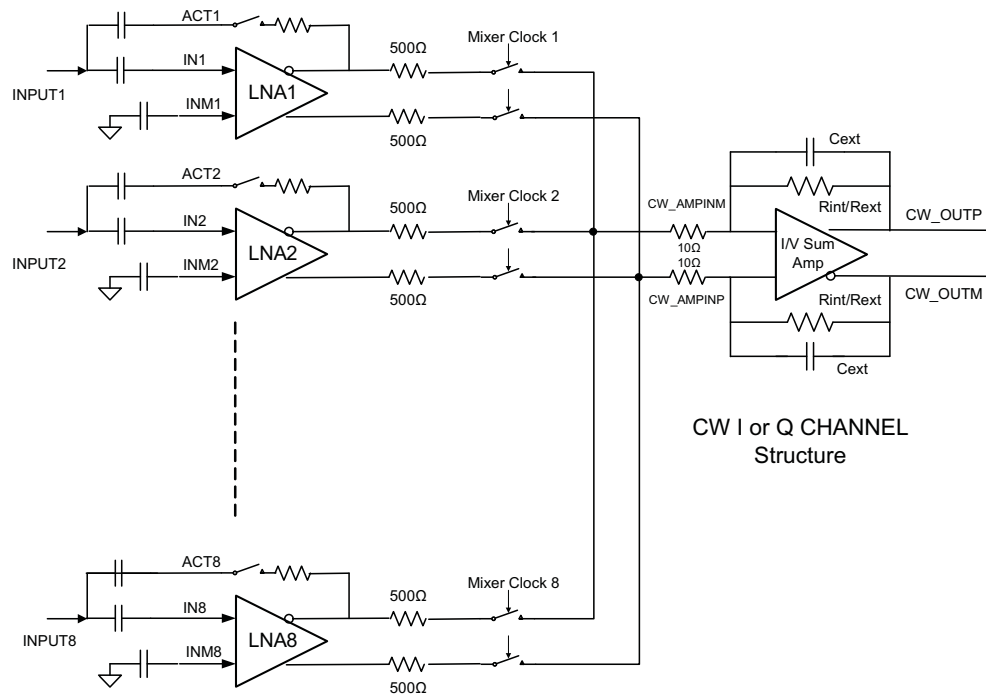 ACT1
500Ω
Mixer Clock 1
INPUT1
IN1
LNA1
INM1
500Ω
ACT2
500Ω
Mixer Clock 2
INPUT2
IN2
LNA2
INM2
500Ω
Cext
Rint/Rext
CW_AMPINM
10Ω
10Ω
CW_AMPINP
I/V Sum
Amp
CW_OUTP
CW_OUTM
Rint/Rext
Cext
CW I or Q CHANNEL
Structure
ACT8
500Ω
Mixer Clock 8
INPUT8
IN8
LNA8
INM8
500Ω